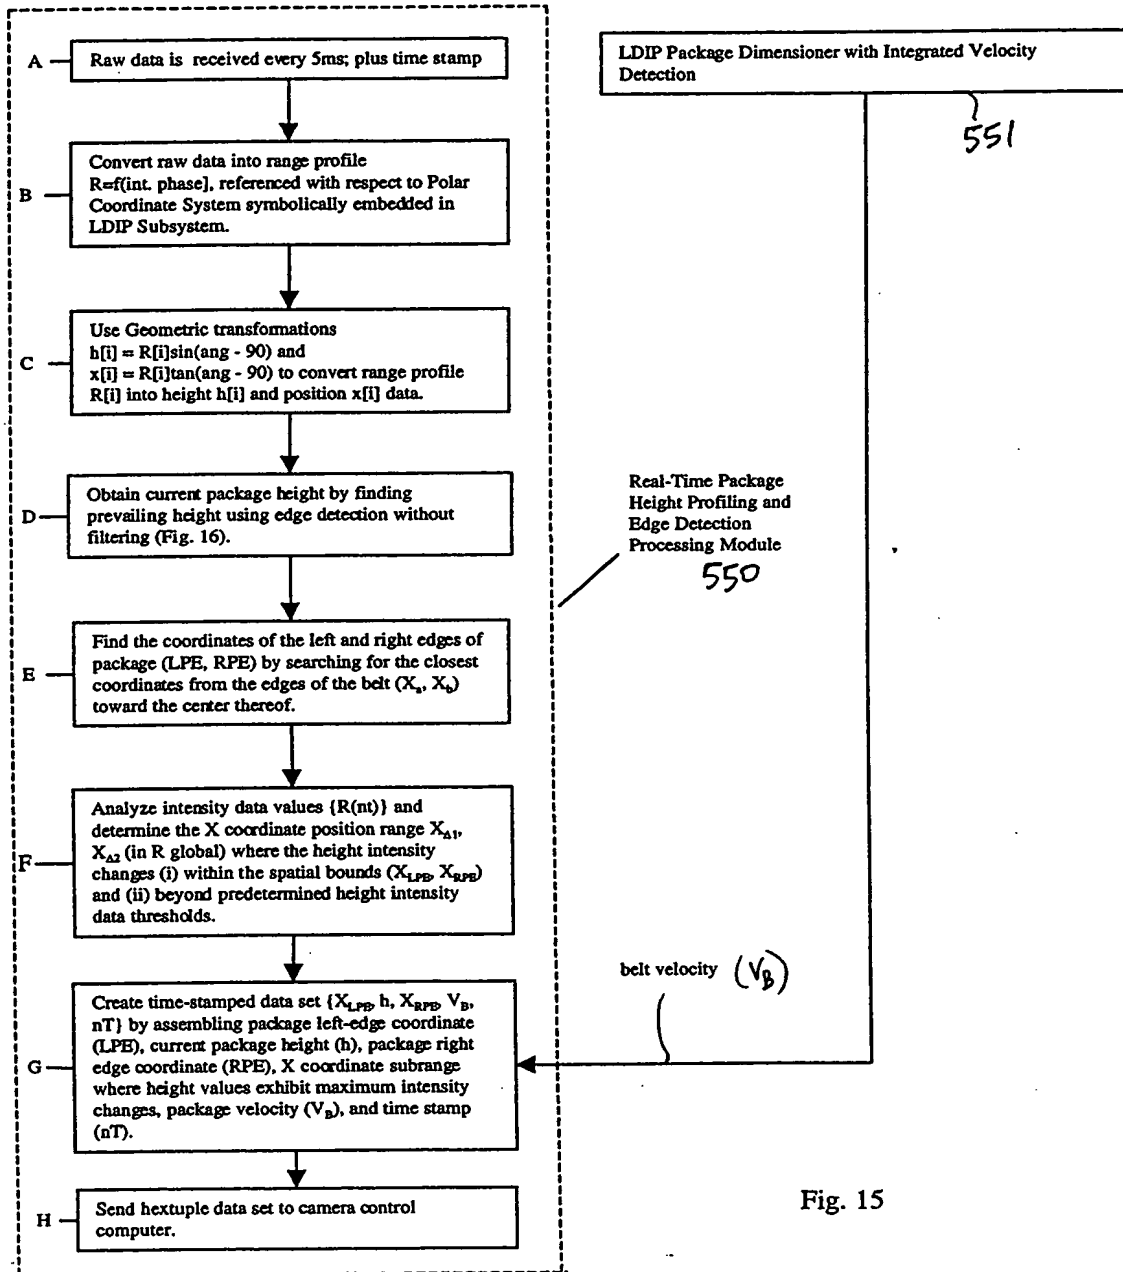 A
Raw data is received every 5ms; plus time stamp
B
Convert raw data into range profile
R=f(int. phase], referenced with respect to Polar
Coordinate System symbolically embedded in
LDIP Subsystem.
C
Use Geometric transformations
h[i] = R[i]sin(ang - 90) and
x[i] = R[i]tan(ang - 90) to convert range profile
R[i] into height h[i] and position x[i] data.
D
Obtain current package height by finding
prevailing height using edge detection without
filtering (Fig. 16).
E
Find the coordinates of the left and right edges of
package (LPE, RPE) by searching for the closest
coordinates from the edges of the belt (Xₐ, X_b)
toward the center thereof.
F
Analyze intensity data values {R(nt)} and
determine the X coordinate position range X_Δ1,
X_Δ2 (in R global) where the height intensity
changes (i) within the spatial bounds (X_LPE, X_RPE)
and (ii) beyond predetermined height intensity
data thresholds.
G
Create time-stamped data set {X_LPE, h, X_RPE, V_B,
nT} by assembling package left-edge coordinate
(LPE), current package height (h), package right
edge coordinate (RPE), X coordinate subrange
where height values exhibit maximum intensity
changes, package velocity (V_B), and time stamp
(nT).
H
Send hextuple data set to camera control
computer.
LDIP Package Dimensioner with Integrated Velocity
Detection
551
Real-Time Package
Height Profiling and
Edge Detection
Processing Module
550
belt velocity (V_B)
Fig. 15